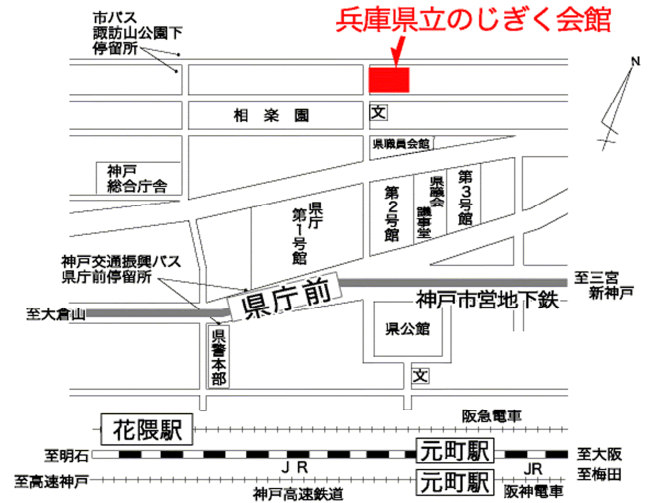 兵庫県立のじぎく会館
市バス
諏訪山公園下
停留所
N
相楽園
文
県職員会館
神戸
総合庁舎
県庁
第1号館
第2号館
県議会
議事堂
第3号館
神戸交通振興バス
県庁前停留所
県庁前
至三宮
新神戸
神戸市営地下鉄
至大倉山
県公館
県警本部
文
阪急電車
花隈駅
元町駅
至明石
至大阪
JR
JR
至梅田
至高速神戸
元町駅
神戸高速鉄道
阪神電車